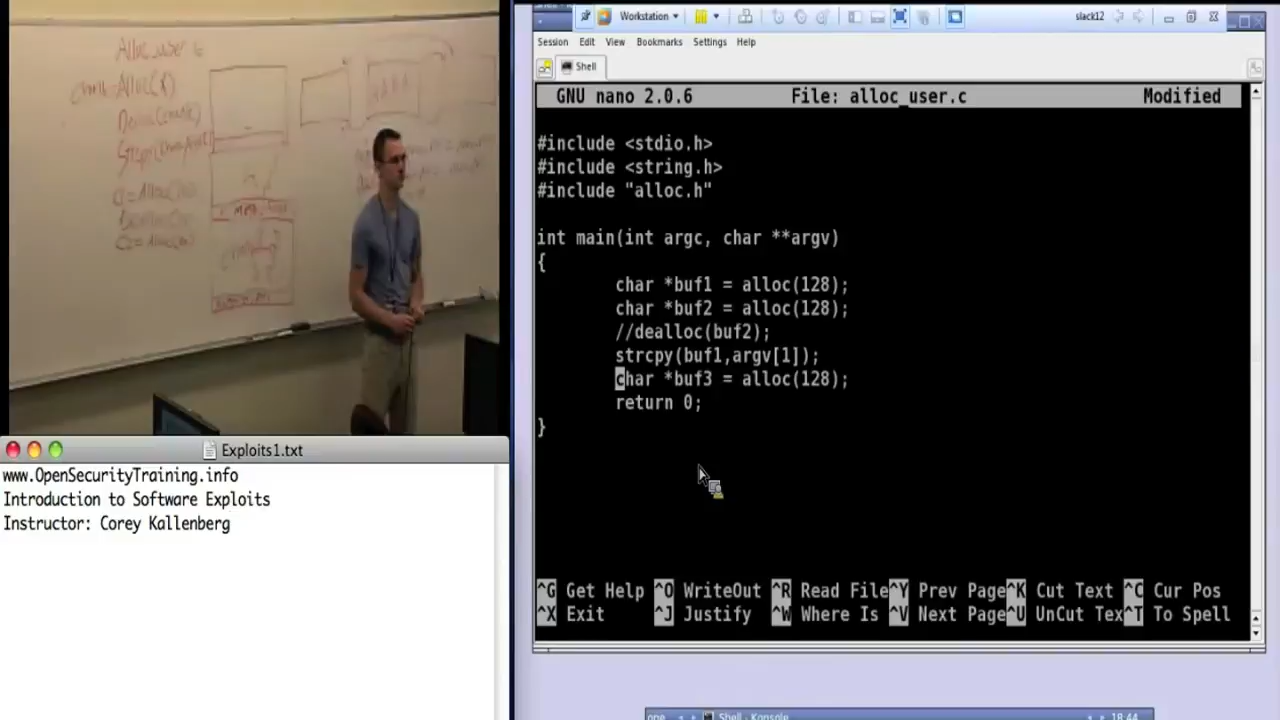 Alloc_user
Workstation
slack12
Session Edit View Bookmarks Settings Help
Shell
GNU nano 2.0.6 File: alloc_user.c Modified
#include <stdio.h>
#include <string.h>
#include "alloc.h"
int main(int argc, char **argv)
{
char *buf1 = alloc(128);
char *buf2 = alloc(128);
//dealloc(buf2);
strcpy(buf1,argv[1]);
char *buf3 = alloc(128);
return 0;
}
^G Get Help ^O WriteOut ^R Read File ^Y Prev Page ^K Cut Text ^C Cur Pos
^X Exit ^J Justify ^W Where Is ^V Next Page ^U UnCut Tex ^T To Spell
Exploits1.txt
www.OpenSecurityTraining.info
Introduction to Software Exploits
Instructor: Corey Kallenberg
Shell - Konsole
18:44